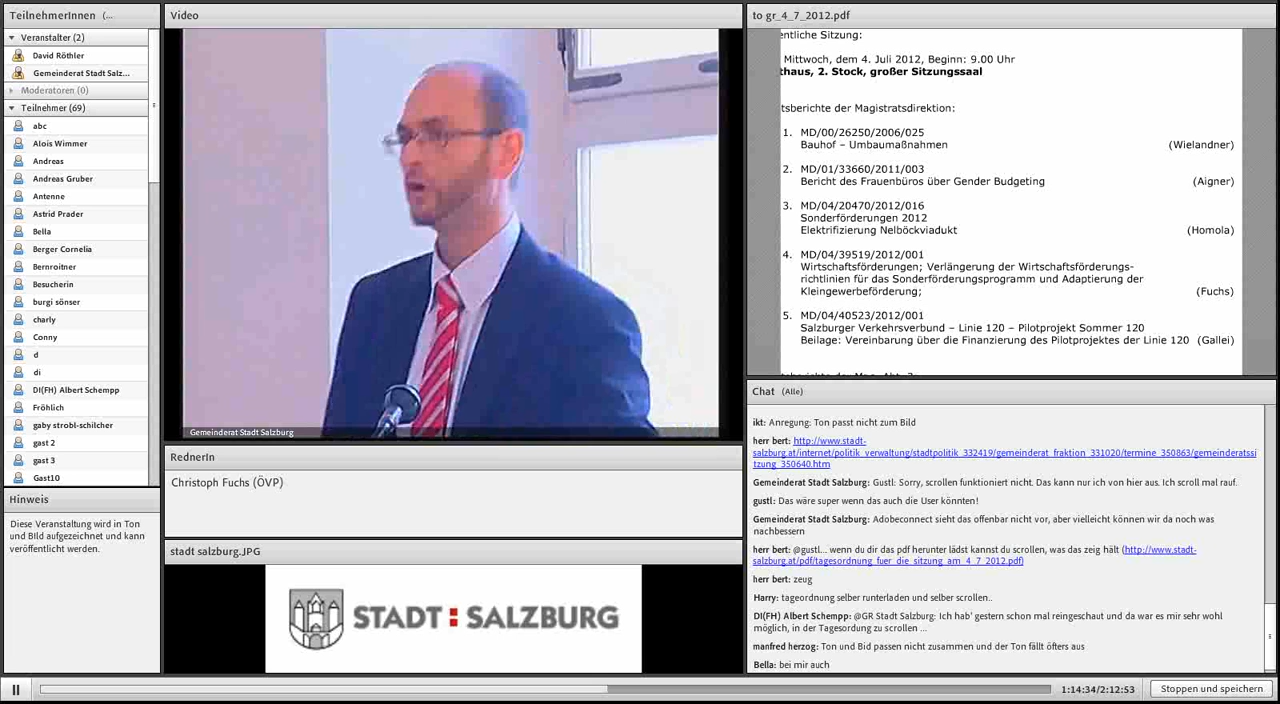 TeilnehmerInnen (...
Veranstalter (2)
David Röthler
Gemeinderat Stadt Salz...
Moderatoren (0)
Teilnehmer (69)
abc
Alois Wimmer
Andreas
Andreas Gruber
Antenne
Astrid Prader
Bella
Berger Cornelia
Bernroitner
Besucherin
burgi sönser
charly
Conny
d
di
DI(FH) Albert Schempp
Fröhlich
gaby strobl-schilcher
gast 2
gast 3
Gast10
Hinweis
Diese Veranstaltung wird in Ton
und BIld aufgezeichnet und kann
veröffentlicht werden.
Video
Gemeinderat Stadt Salzburg
RednerIn
Christoph Fuchs (ÖVP)
stadt salzburg.JPG
STADT:SALZBURG
to gr_4_7_2012.pdf
entliche Sitzung:
Mittwoch, dem 4. Juli 2012, Beginn: 9.00 Uhr
thaus, 2. Stock, großer Sitzungssaal
tsberichte der Magistratsdirektion:
1. MD/00/26250/2006/025
Bauhof – Umbaumaßnahmen (Wielandner)
2. MD/01/33660/2011/003
Bericht des Frauenbüros über Gender Budgeting (Aigner)
3. MD/04/20470/2012/016
Sonderförderungen 2012
Elektrifizierung Nelböckviadukt (Homola)
4. MD/04/39519/2012/001
Wirtschaftsförderungen; Verlängerung der Wirtschaftsförderungs-
richtlinien für das Sonderförderungsprogramm und Adaptierung der
Kleingewerbeförderung; (Fuchs)
5. MD/04/40523/2012/001
Salzburger Verkehrsverbund – Linie 120 – Pilotprojekt Sommer 120
Beilage: Vereinbarung über die Finanzierung des Pilotprojektes der Linie 120 (Gallei)
Chat (Alle)
ikt: Anregung: Ton passt nicht zum Bild
herr bert: http://www.stadt-
salzburg.at/internet/politik_verwaltung/stadtpolitik_332419/gemeinderat_fraktion_331020/termine_350863/gemeinderatssi
tzung_350640.htm
Gemeinderat Stadt Salzburg: Gustl: Sorry, scrollen funktioniert nicht. Das kann nur ich von hier aus. Ich scroll mal rauf.
gustl: Das wäre super wenn das auch die User könnten!
Gemeinderat Stadt Salzburg: Adobeconnect sieht das offenbar nicht vor, aber vielleicht können wir da noch was
nachbessern
herr bert: @gustl... wenn du dir das pdf herunter lädst kannst du scrollen, was das zeig hält (http://www.stadt-
salzburg.at/pdf/tagesordnung_fuer_die_sitzung_am_4_7_2012.pdf)
herr bert: zeug
Harry: tageordnung selber runterladen und selber scrollen..
DI(FH) Albert Schempp: @GR Stadt Salzburg: Ich hab' gestern schon mal reingeschaut und da war es mir sehr wohl
möglich, in der Tagesordung zu scrollen ...
manfred herzog: Ton und Bid passen nicht zusammen und der Ton fällt öfters aus
Bella: bei mir auch
1:14:34/2:12:53
Stoppen und speichern